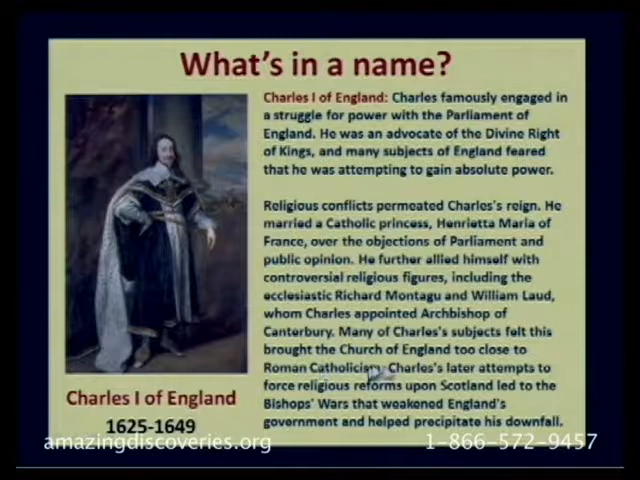 What's in a name?
Charles I of England: Charles famously engaged in
a struggle for power with the Parliament of
England. He was an advocate of the Divine Right
of Kings, and many subjects of England feared
that he was attempting to gain absolute power.
Religious conflicts permeated Charles's reign. He
married a Catholic princess, Henrietta Maria of
France, over the objections of Parliament and
public opinion. He further allied himself with
controversial religious figures, including the
ecclesiastic Richard Montagu and William Laud,
whom Charles appointed Archbishop of
Canterbury. Many of Charles's subjects felt this
brought the Church of England too close to
Roman Catholicism. Charles's later attempts to
force religious reforms upon Scotland led to the
Bishops' Wars that weakened England's
government and helped precipitate his downfall.
Charles I of England
1625-1649
amazingdiscoveries.org
1-866-572-9457